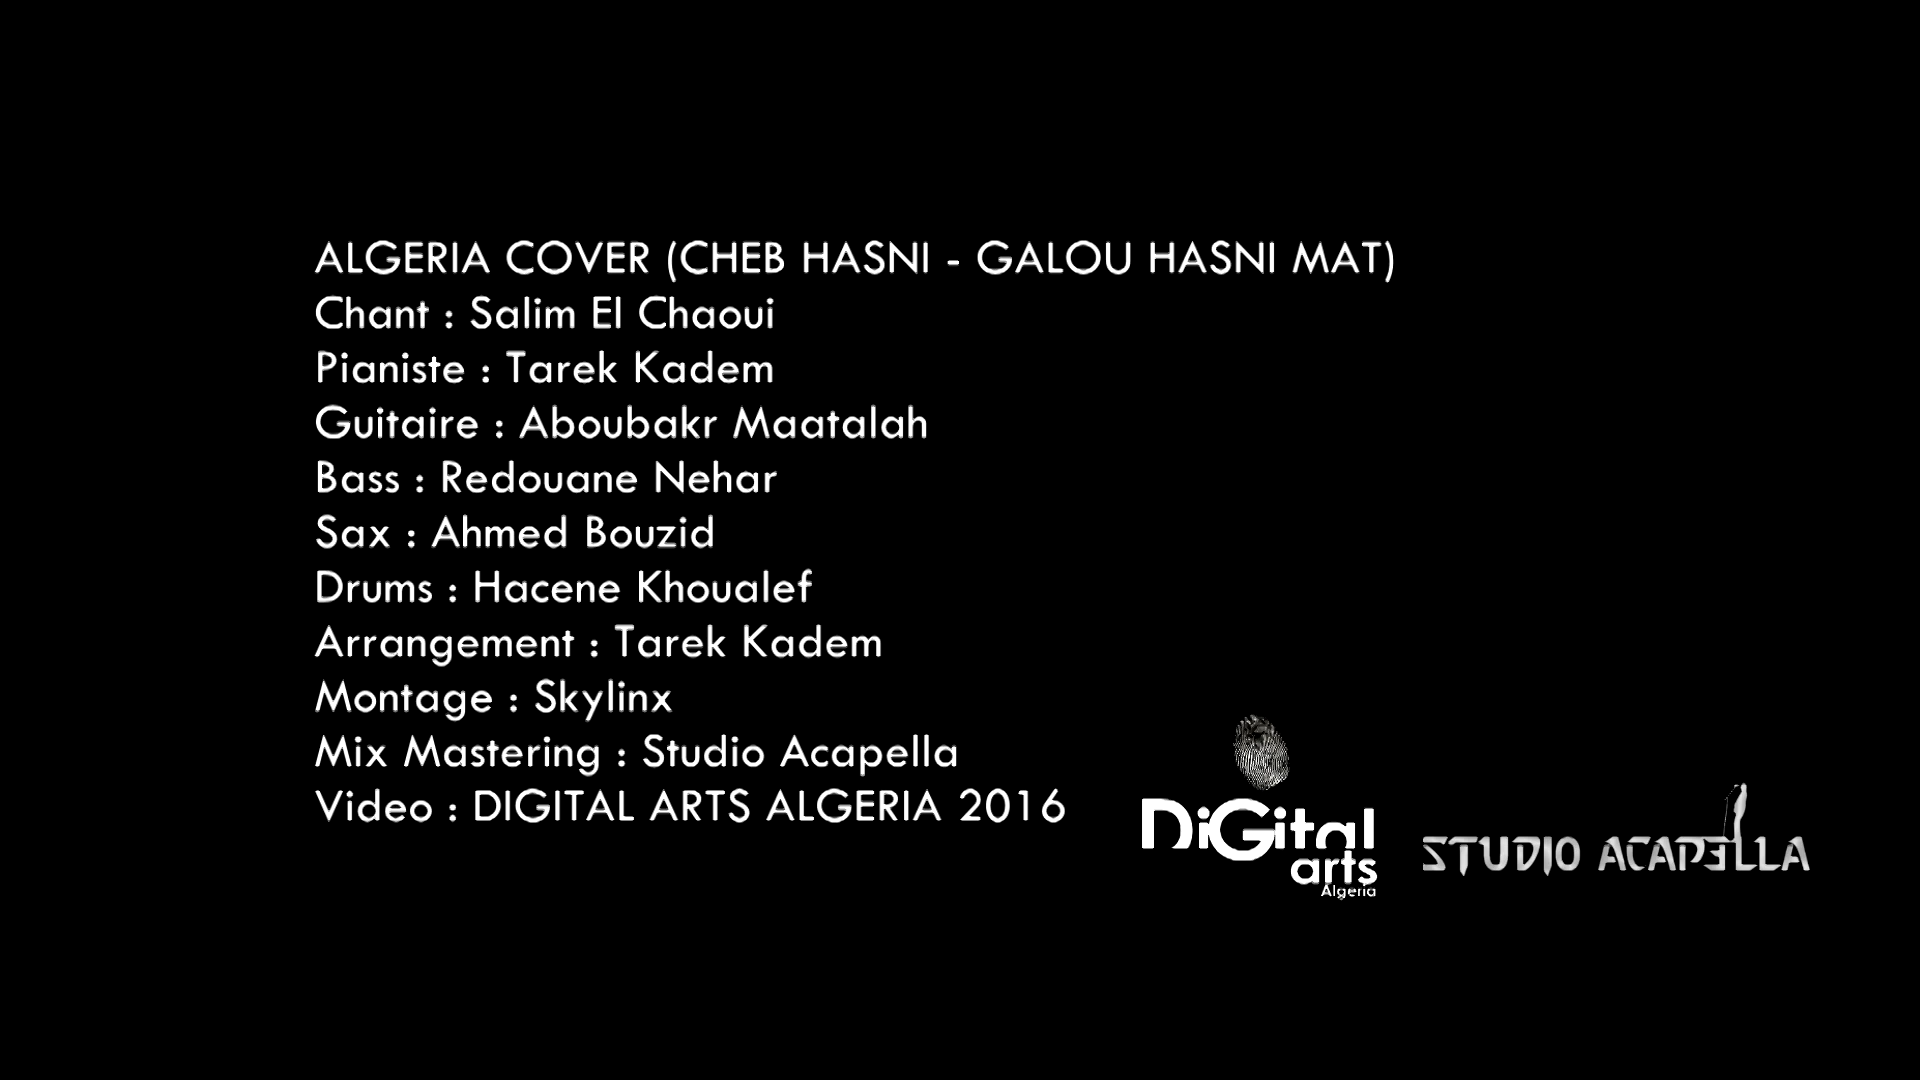 ALGERIA COVER (CHEB HASNI - GALOU HASNI MAT)
Chant : Salim El Chaoui
Pianiste : Tarek Kadem
Guitaire : Aboubakr Maatalah
Bass : Redouane Nehar
Sax : Ahmed Bouzid
Drums : Hacene Khoualef
Arrangement : Tarek Kadem
Montage : Skylinx
Mix Mastering : Studio Acapella
Video : DIGITAL ARTS ALGERIA 2016
DiGital
arts
Algeria
STUDIO ACAPELLA